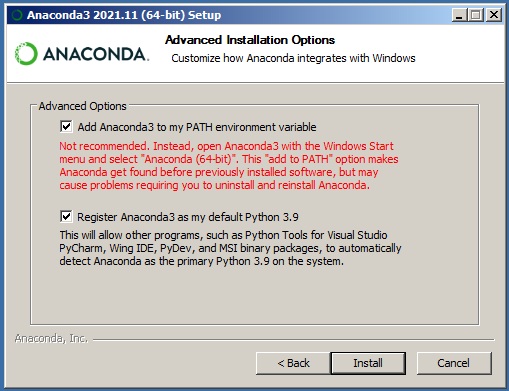 Anaconda3 2021.11 (64-bit) Setup
ANACONDA.
Advanced Installation Options
Customize how Anaconda integrates with Windows
Advanced Options
Add Anaconda3 to my PATH environment variable
Not recommended. Instead, open Anaconda3 with the Windows Start
menu and select "Anaconda (64-bit)". This "add to PATH" option makes
Anaconda get found before previously installed software, but may
cause problems requiring you to uninstall and reinstall Anaconda.
Register Anaconda3 as my default Python 3.9
This will allow other programs, such as Python Tools for Visual Studio
PyCharm, Wing IDE, PyDev, and MSI binary packages, to automatically
detect Anaconda as the primary Python 3.9 on the system.
Anaconda, Inc.
< Back
Install
Cancel